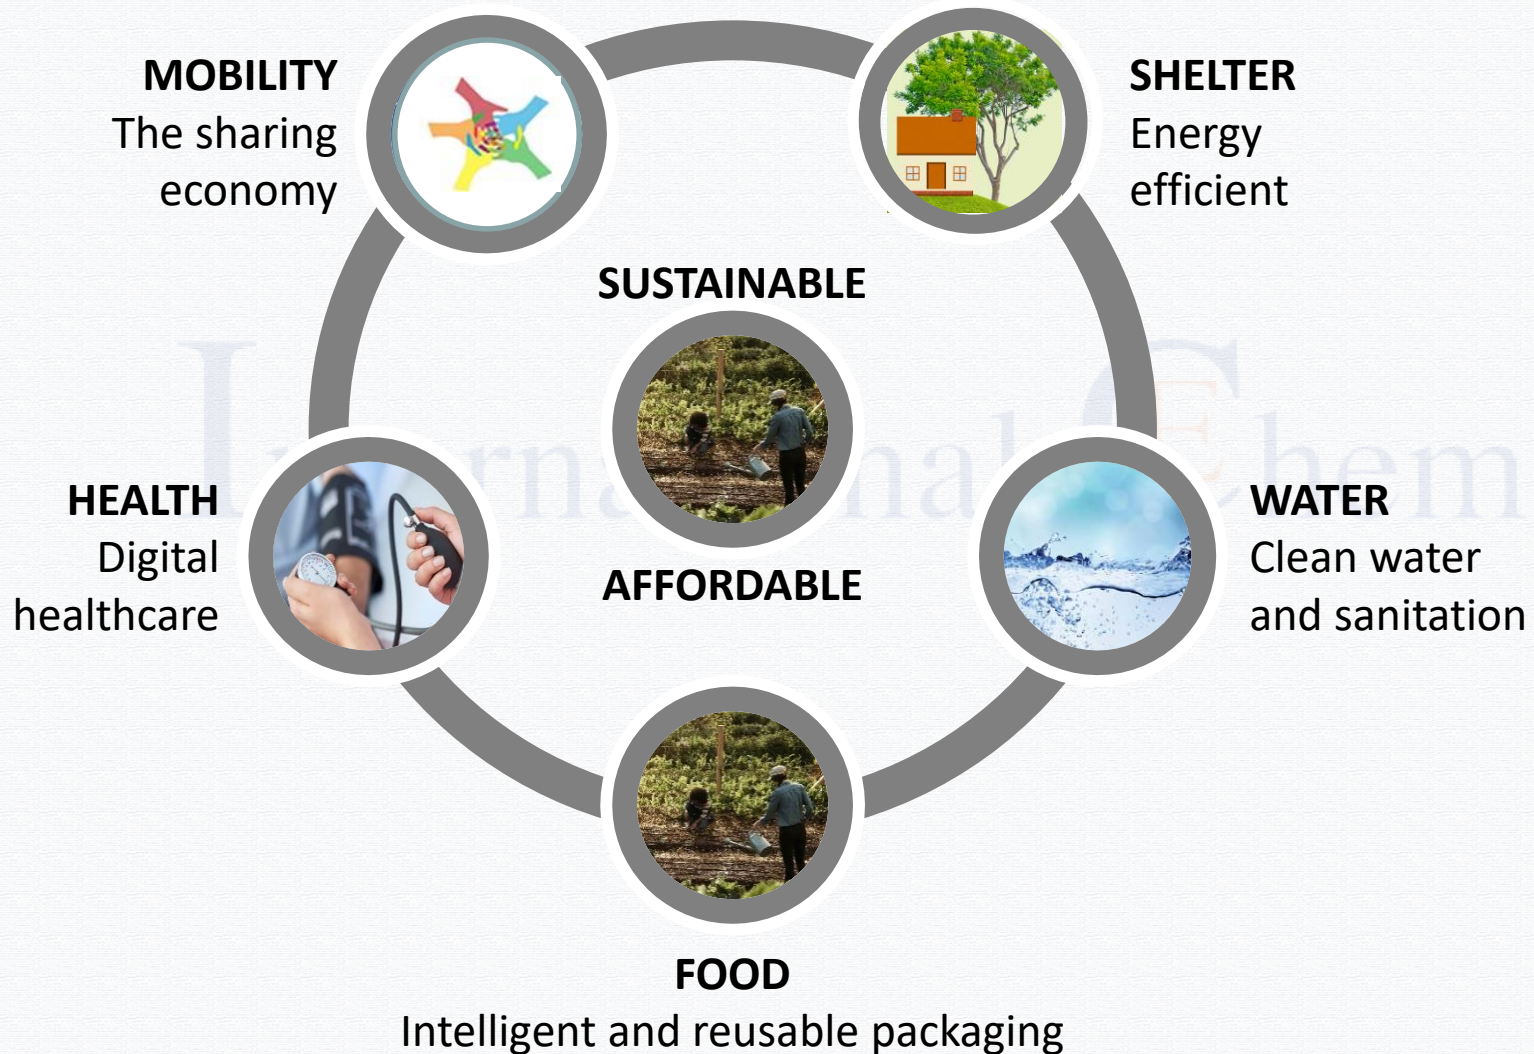 MOBILITY
The sharing
economy
SHELTER
Energy
efficient
SUSTAINABLE
AFFORDABLE
HEALTH
Digital
healthcare
WATER
Clean water
and sanitation
FOOD
Intelligent and reusable packaging